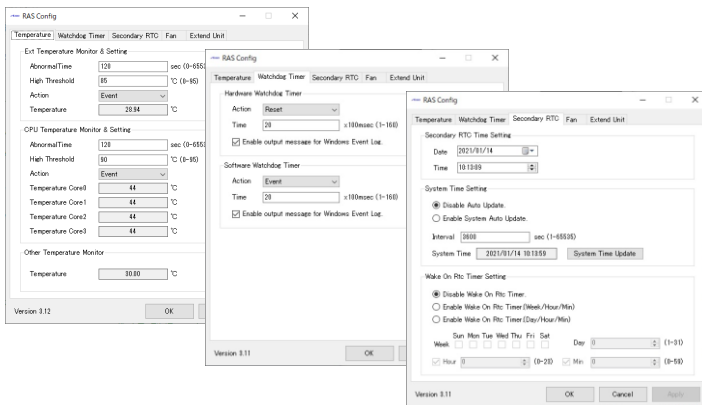 RAS Config
Temperature Watchdog Timer Secondary RTC Fan Extend Unit
Ext Temperature Monitor & Setting
AbnormalTime 120 sec (0-6553
High Threshold 85 ℃ (0-95)
Action Event
Temperature 28.94 ℃
CPU Temperature Monitor & Setting
AbnormalTime 120 sec (0-6553
High Threshold 90 ℃ (0-95)
Action Event
Temperature Core0 44 ℃
Temperature Core1 44 ℃
Temperature Core2 44 ℃
Temperature Core3 44 ℃
Other Temperature Monitor
Temperature 30.00 ℃
Version 3.12 OK
RAS Config
Temperature Watchdog Timer Secondary RTC Fan Extend Unit
Hardware Watchdog Timer
Action Reset
Time 20 x100msec (1-160)
Enable output message for Windows Event Log.
Software Watchdog Timer
Action Event
Time 20 x100msec (1-160)
Enable output message for Windows Event Log.
Version 3.11 OK
RAS Config
Temperature Watchdog Timer Secondary RTC Fan Extend Unit
Secondary RTC Time Setting
Date 2021/01/14
Time 10:13:09
System Time Setting
Disable Auto Update.
Enable System Auto Update.
Interval 3600 sec (1-65535)
System Time 2021/01/14 10:13:59 System Time Update
Wake On Rtc Timer Setting
Disable Wake On Rtc Timer.
Enable Wake On Rtc Timer.(Week/Hour/Min)
Enable Wake On Rtc Timer.(Day/Hour/Min)
Sun Mon Tue Wed Thu Fri Sat
Week Day 0 (1-31)
Hour 0 (0-23) Min 0 (0-59)
Version 3.11 OK Cancel Apply